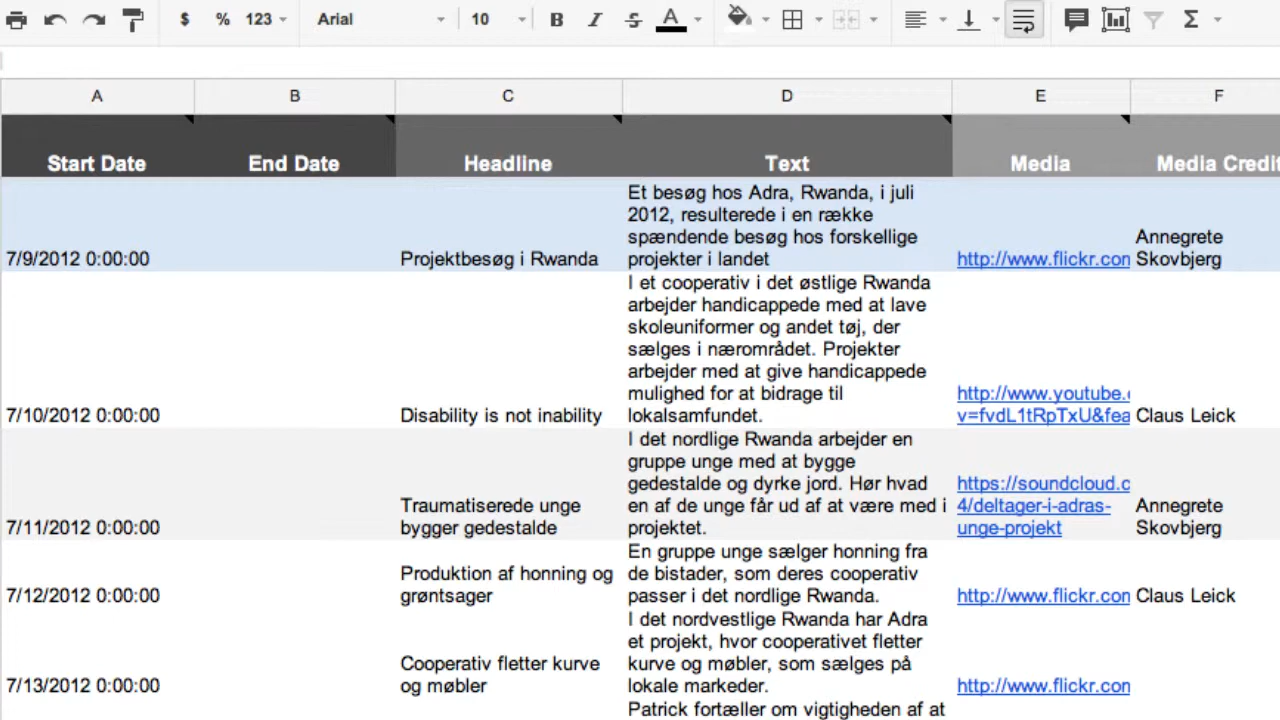 $ % 123 Arial 10 B I S A Σ
A B C D E F
Start Date End Date Headline Text Media Media Credit
Et besøg hos Adra, Rwanda, i juli
2012, resulterede i en række
spændende besøg hos forskellige
projekter i landet
7/9/2012 0:00:00
Projektbesøg i Rwanda
http://www.flickr.con
Annegrete
Skovbjerg
I et cooperativ i det østlige Rwanda
arbejder handicappede med at lave
skoleuniformer og andet tøj, der
sælges i nærområdet. Projekter
arbejder med at give handicappede
mulighed for at bidrage til
lokalsamfundet.
7/10/2012 0:00:00
Disability is not inability
http://www.youtube.c
v=fvdL1tRpTxU&fea
Claus Leick
I det nordlige Rwanda arbejder en
gruppe unge med at bygge
gedestalde og dyrke jord. Hør hvad
en af de unge får ud af at være med i
projektet.
7/11/2012 0:00:00
Traumatiserede unge
bygger gedestalde
https://soundcloud.c
4/deltager-i-adras-
unge-projekt
Annegrete
Skovbjerg
En gruppe unge sælger honning fra
de bistader, som deres cooperativ
passer i det nordlige Rwanda.
7/12/2012 0:00:00
Produktion af honning og
grøntsager
http://www.flickr.con
Claus Leick
I det nordvestlige Rwanda har Adra
et projekt, hvor cooperativet fletter
kurve og møbler, som sælges på
lokale markeder.
7/13/2012 0:00:00
Cooperativ fletter kurve
og møbler
http://www.flickr.con
Patrick fortæller om vigtigheden af at